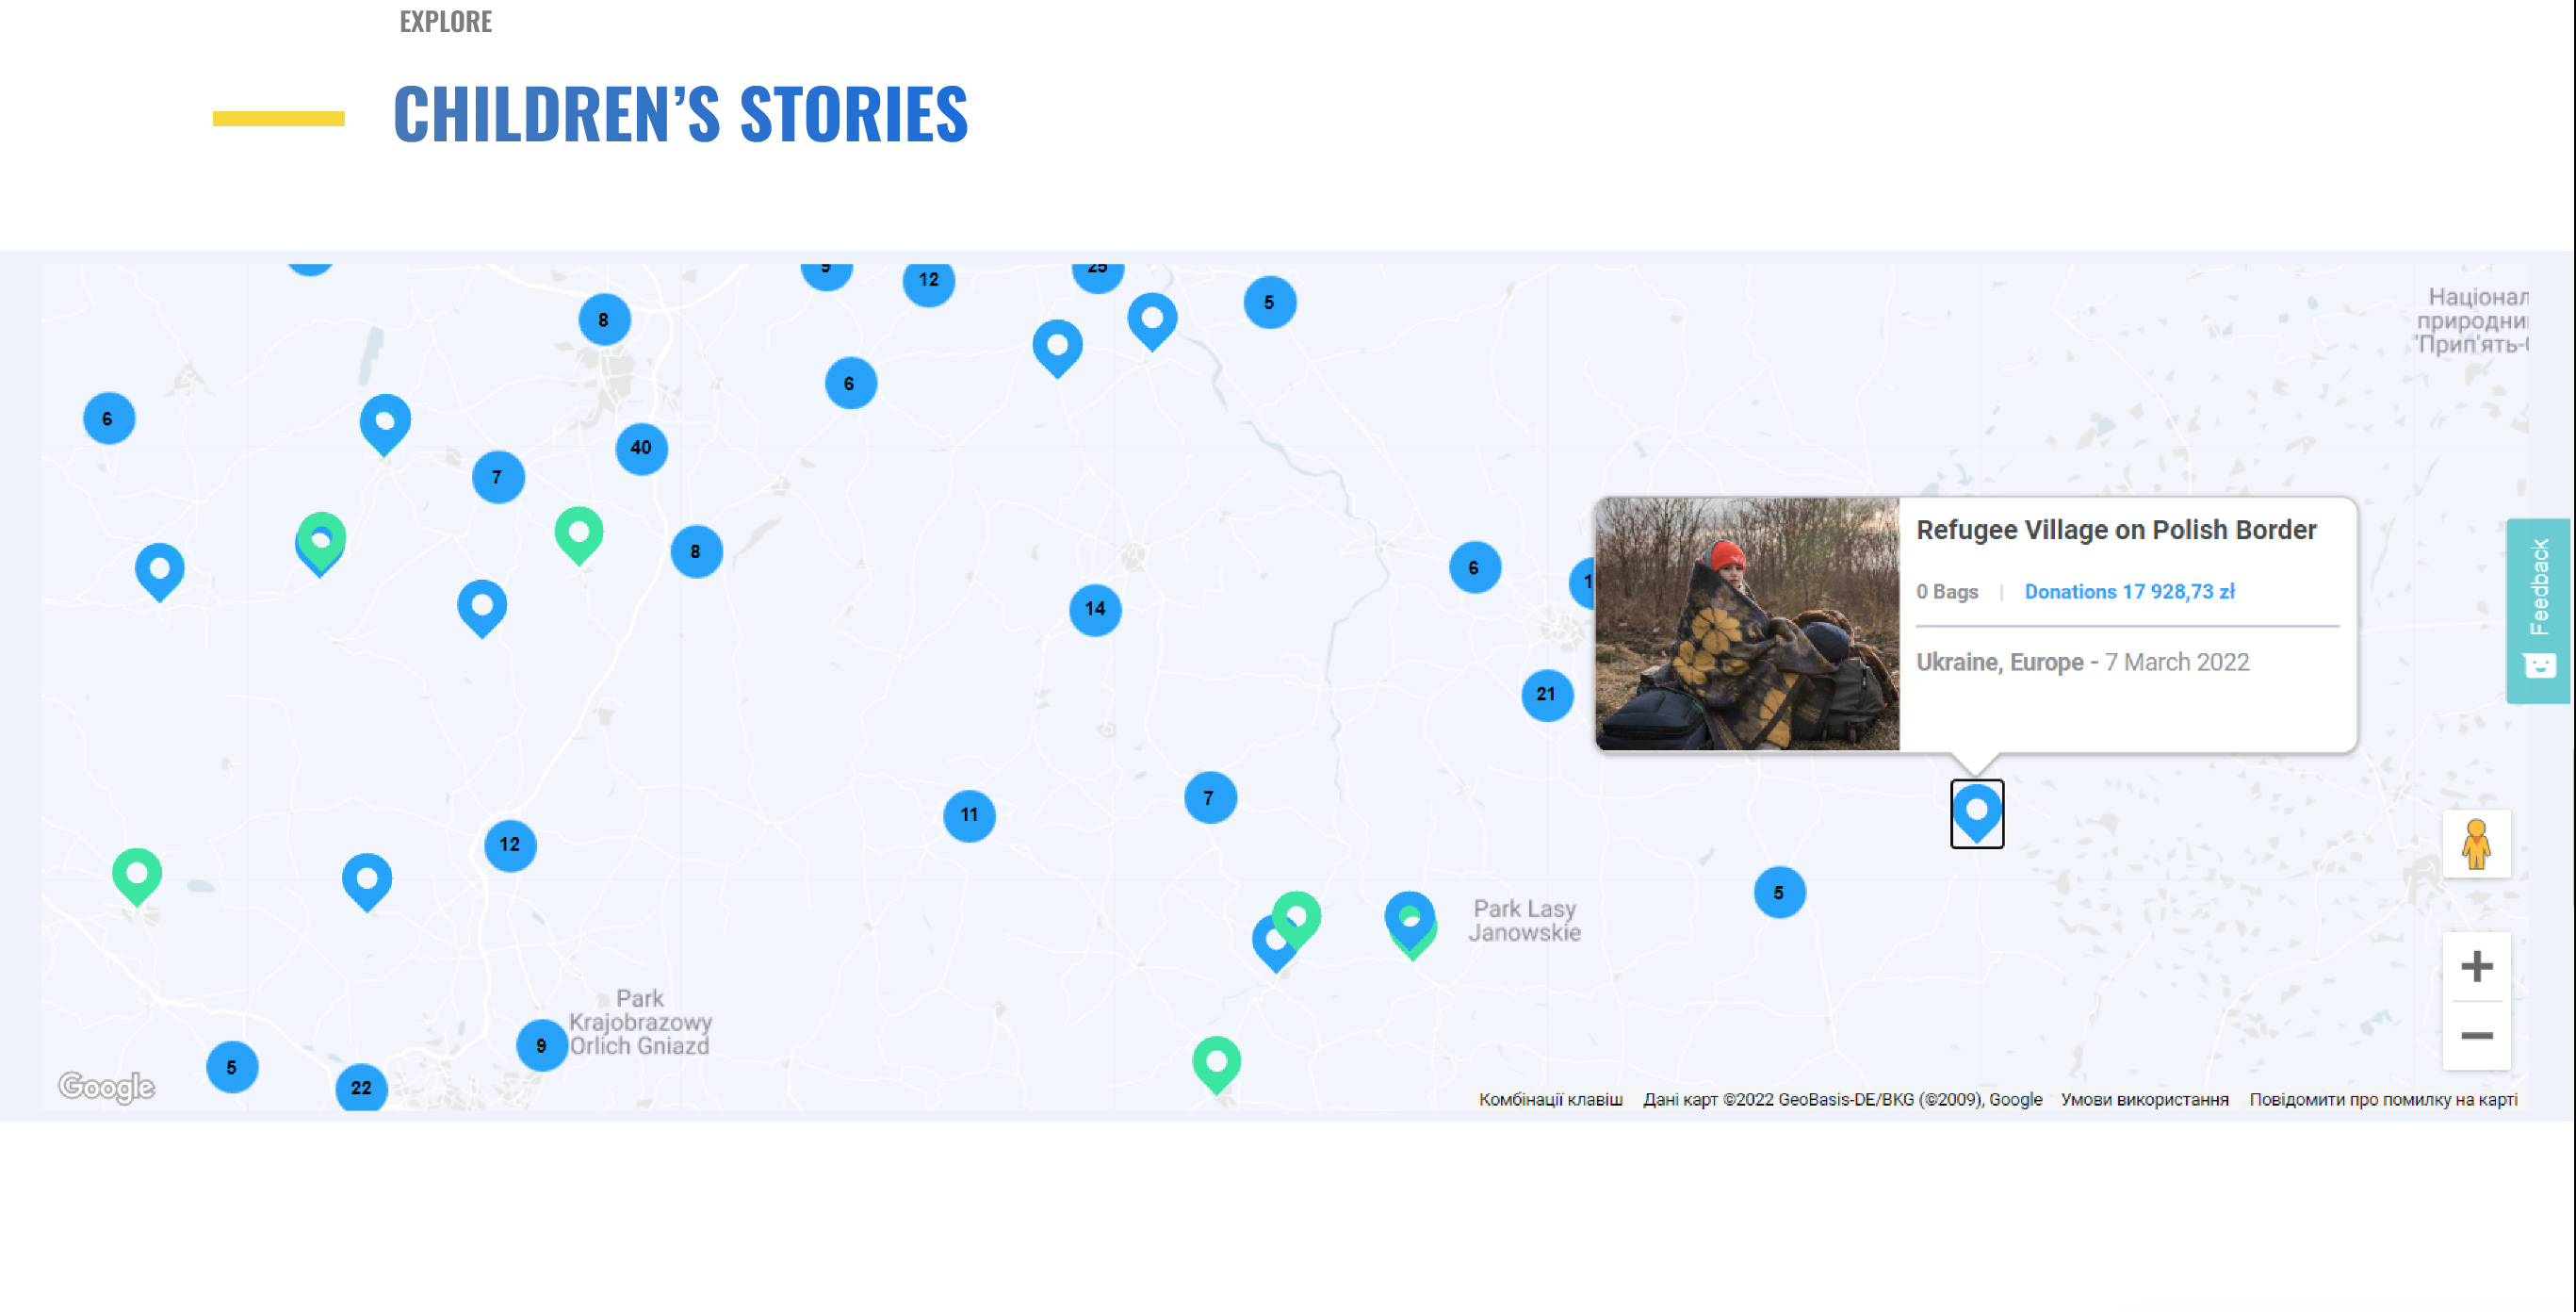 EXPLORE
CHILDREN'S STORIES
9
12
25
5
8
6
6
40
7
8
6
14
21
7
11
12
5
9
5
22
Націонал
природни
'Прип'ять-
Refugee Village on Polish Border
0 Bags | Donations 17 928,73 zł
Ukraine, Europe - 7 March 2022
Feedback
Park Lasy
Janowskie
Park
Krajobrazowy
Orlich Gniazd
Google
Комбінації клавіш Дані карт ©2022 GeoBasis-DE/BKG (©2009), Google Умови використання Повідомити про помилку на карті